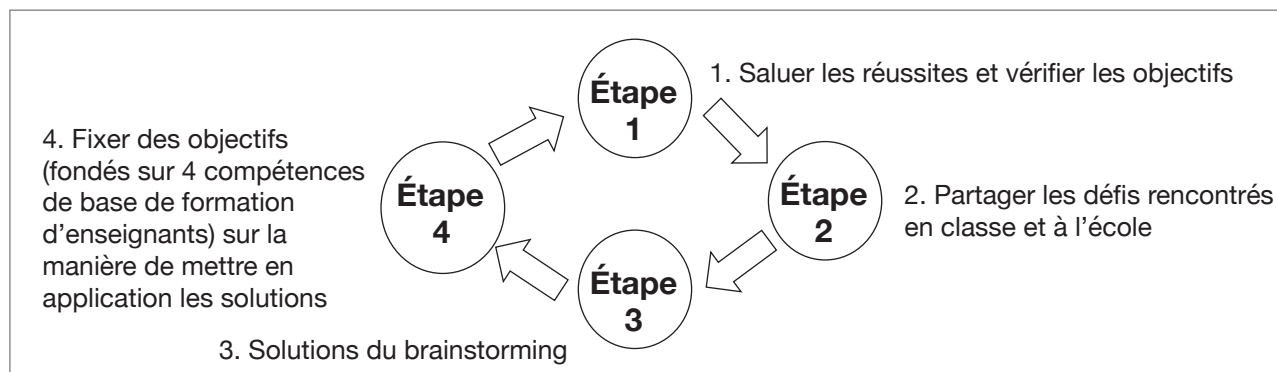 Étape
1
1. Saluer les réussites et vérifier les objectifs
Étape
2
2. Partager les défis rencontrés
en classe et à l’école
Étape
3
3. Solutions du brainstorming
Étape
4
4. Fixer des objectifs
(fondés sur 4 compétences
de base de formation
d’enseignants) sur la
manière de mettre en
application les solutions